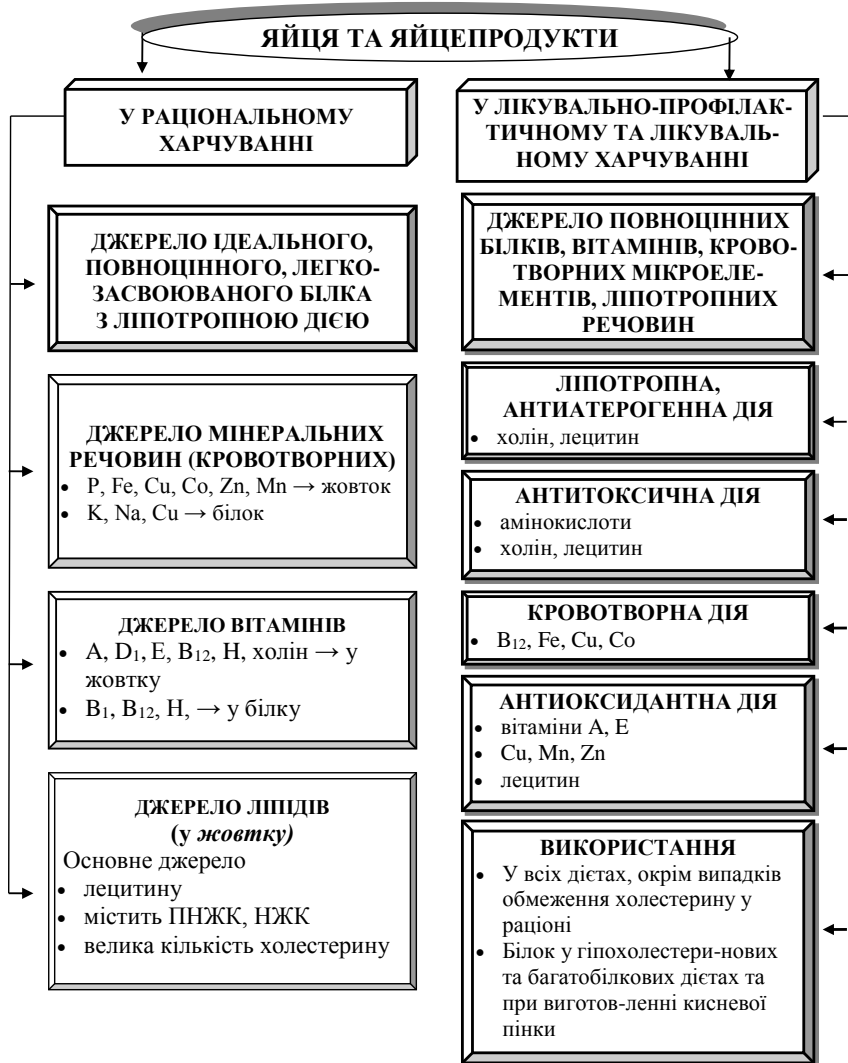 ЯЙЦЯ ТА ЯЙЦЕПРОДУКТИ
У РАЦІОНАЛЬНОМУ
ХАРЧУВАННІ
ДЖЕРЕЛО ІДЕАЛЬНОГО,
ПОВНОЦІННОГО, ЛЕГКО-
ЗАСВОЮВАНОГО БІЛКА
З ЛІПОТРОПНОЮ ДІЄЮ
ДЖЕРЕЛО МІНЕРАЛЬНИХ
РЕЧОВИН (КРОВОТВОРНИХ)
• P, Fe, Cu, Co, Zn, Mn → жовток
• K, Na, Cu → білок
ДЖЕРЕЛО ВІТАМІНІВ
• A, D₁, E, B₁₂, H, холін → у
жовтку
• B₁, B₁₂, H, → у білку
ДЖЕРЕЛО ЛІПІДІВ
(у жовтку)
Основне джерело
• лецитину
• містить ПНЖК, НЖК
• велика кількість холестерину
У ЛІКУВАЛЬНО-ПРОФІЛАК-
ТИЧНОМУ ТА ЛІКУВАЛЬ-
НОМУ ХАРЧУВАННІ
ДЖЕРЕЛО ПОВНОЦІННИХ
БІЛКІВ, ВІТАМІНІВ, КРОВО-
ТВОРНИХ МІКРОЕЛЕ-
МЕНТІВ, ЛІПОТРОПНИХ
РЕЧОВИН
ЛІПОТРОПНА,
АНТИАТЕРОГЕННА ДІЯ
• холін, лецитин
АНТИТОКСИЧНА ДІЯ
• амінокислоти
• холін, лецитин
КРОВОТВОРНА ДІЯ
• B₁₂, Fe, Cu, Co
АНТИОКСИДАНТНА ДІЯ
• вітаміни А, Е
• Cu, Mn, Zn
• лецитин
ВИКОРИСТАННЯ
• У всіх дієтах, окрім випадків
обмеження холестерину у
раціоні
• Білок у гіпохолестери-нових
та багатобілкових дієтах та
при виготов-ленні кисневої
пінки